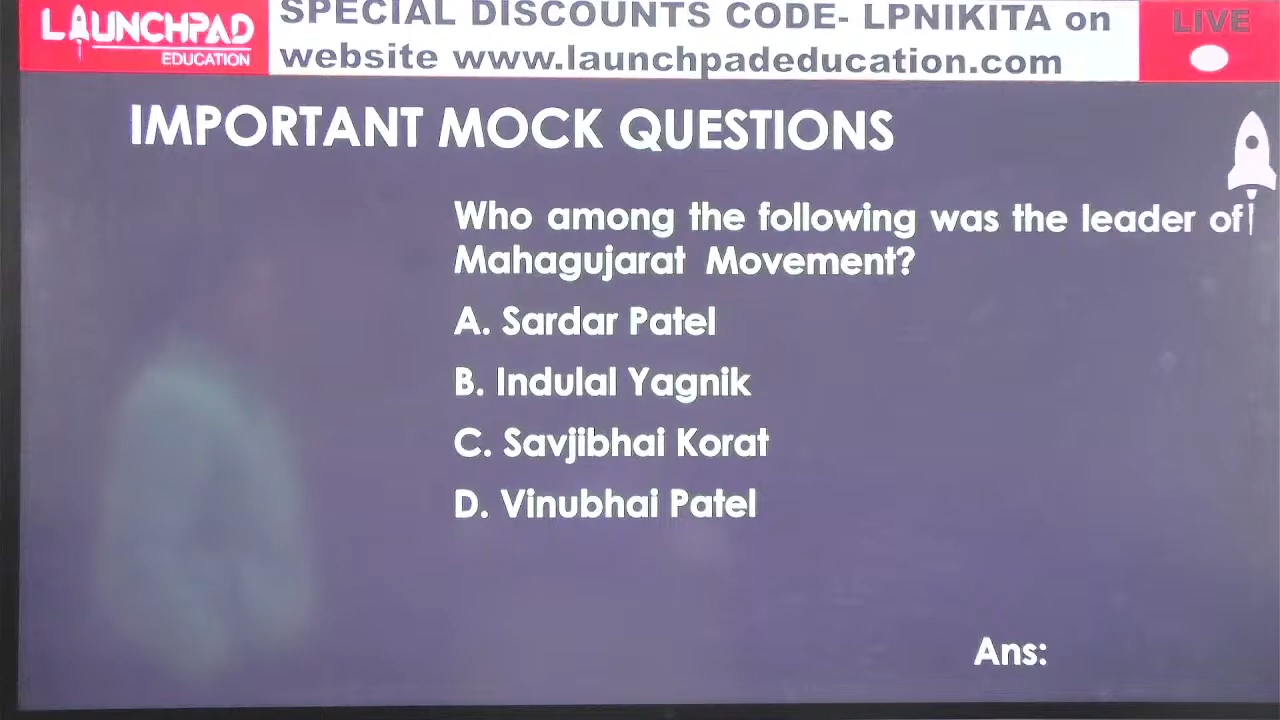 LAUNCHPAD
EDUCATION
SPECIAL DISCOUNTS CODE- LPNIKITA on
website www.launchpadeducation.com
LIVE
IMPORTANT MOCK QUESTIONS
Who among the following was the leader of
Mahagujarat Movement?
A. Sardar Patel
B. Indulal Yagnik
C. Savjibhai Korat
D. Vinubhai Patel
Ans: